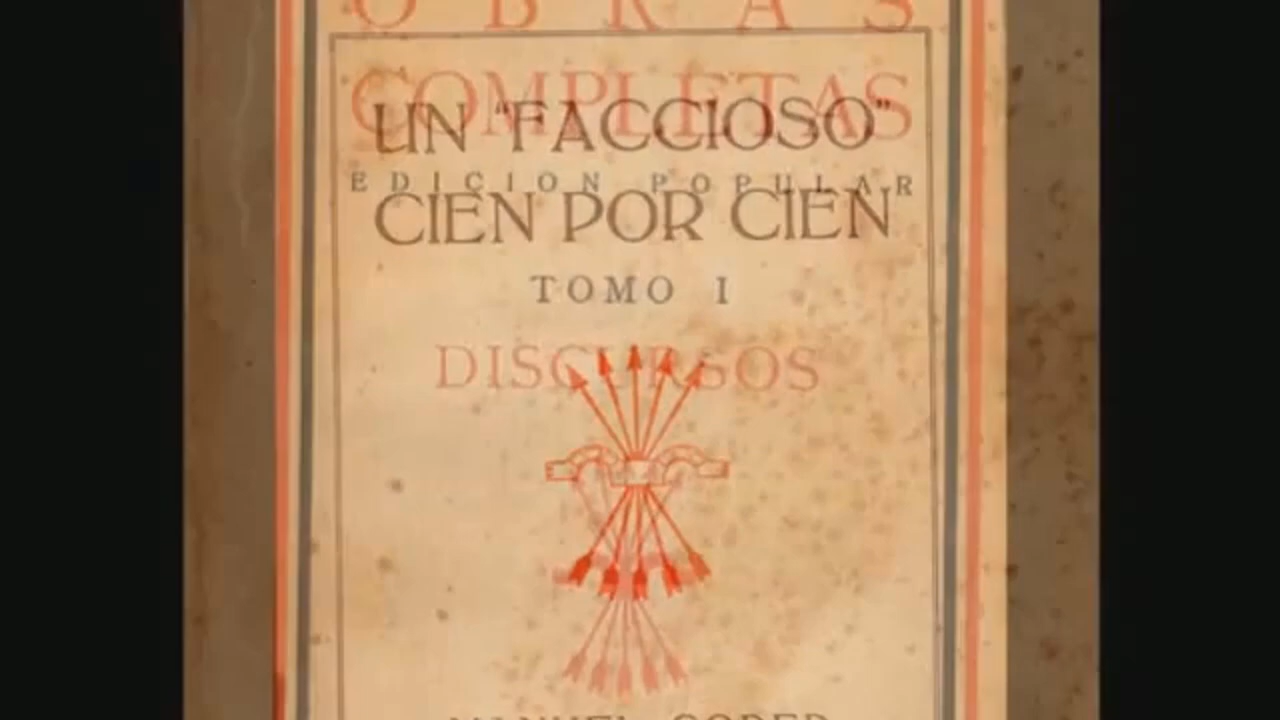 OBRAS
COMPLETAS
UN "FACCIOSO"
EDICION POPULAR
CIEN POR CIEN
TOMO I
DISCURSOS